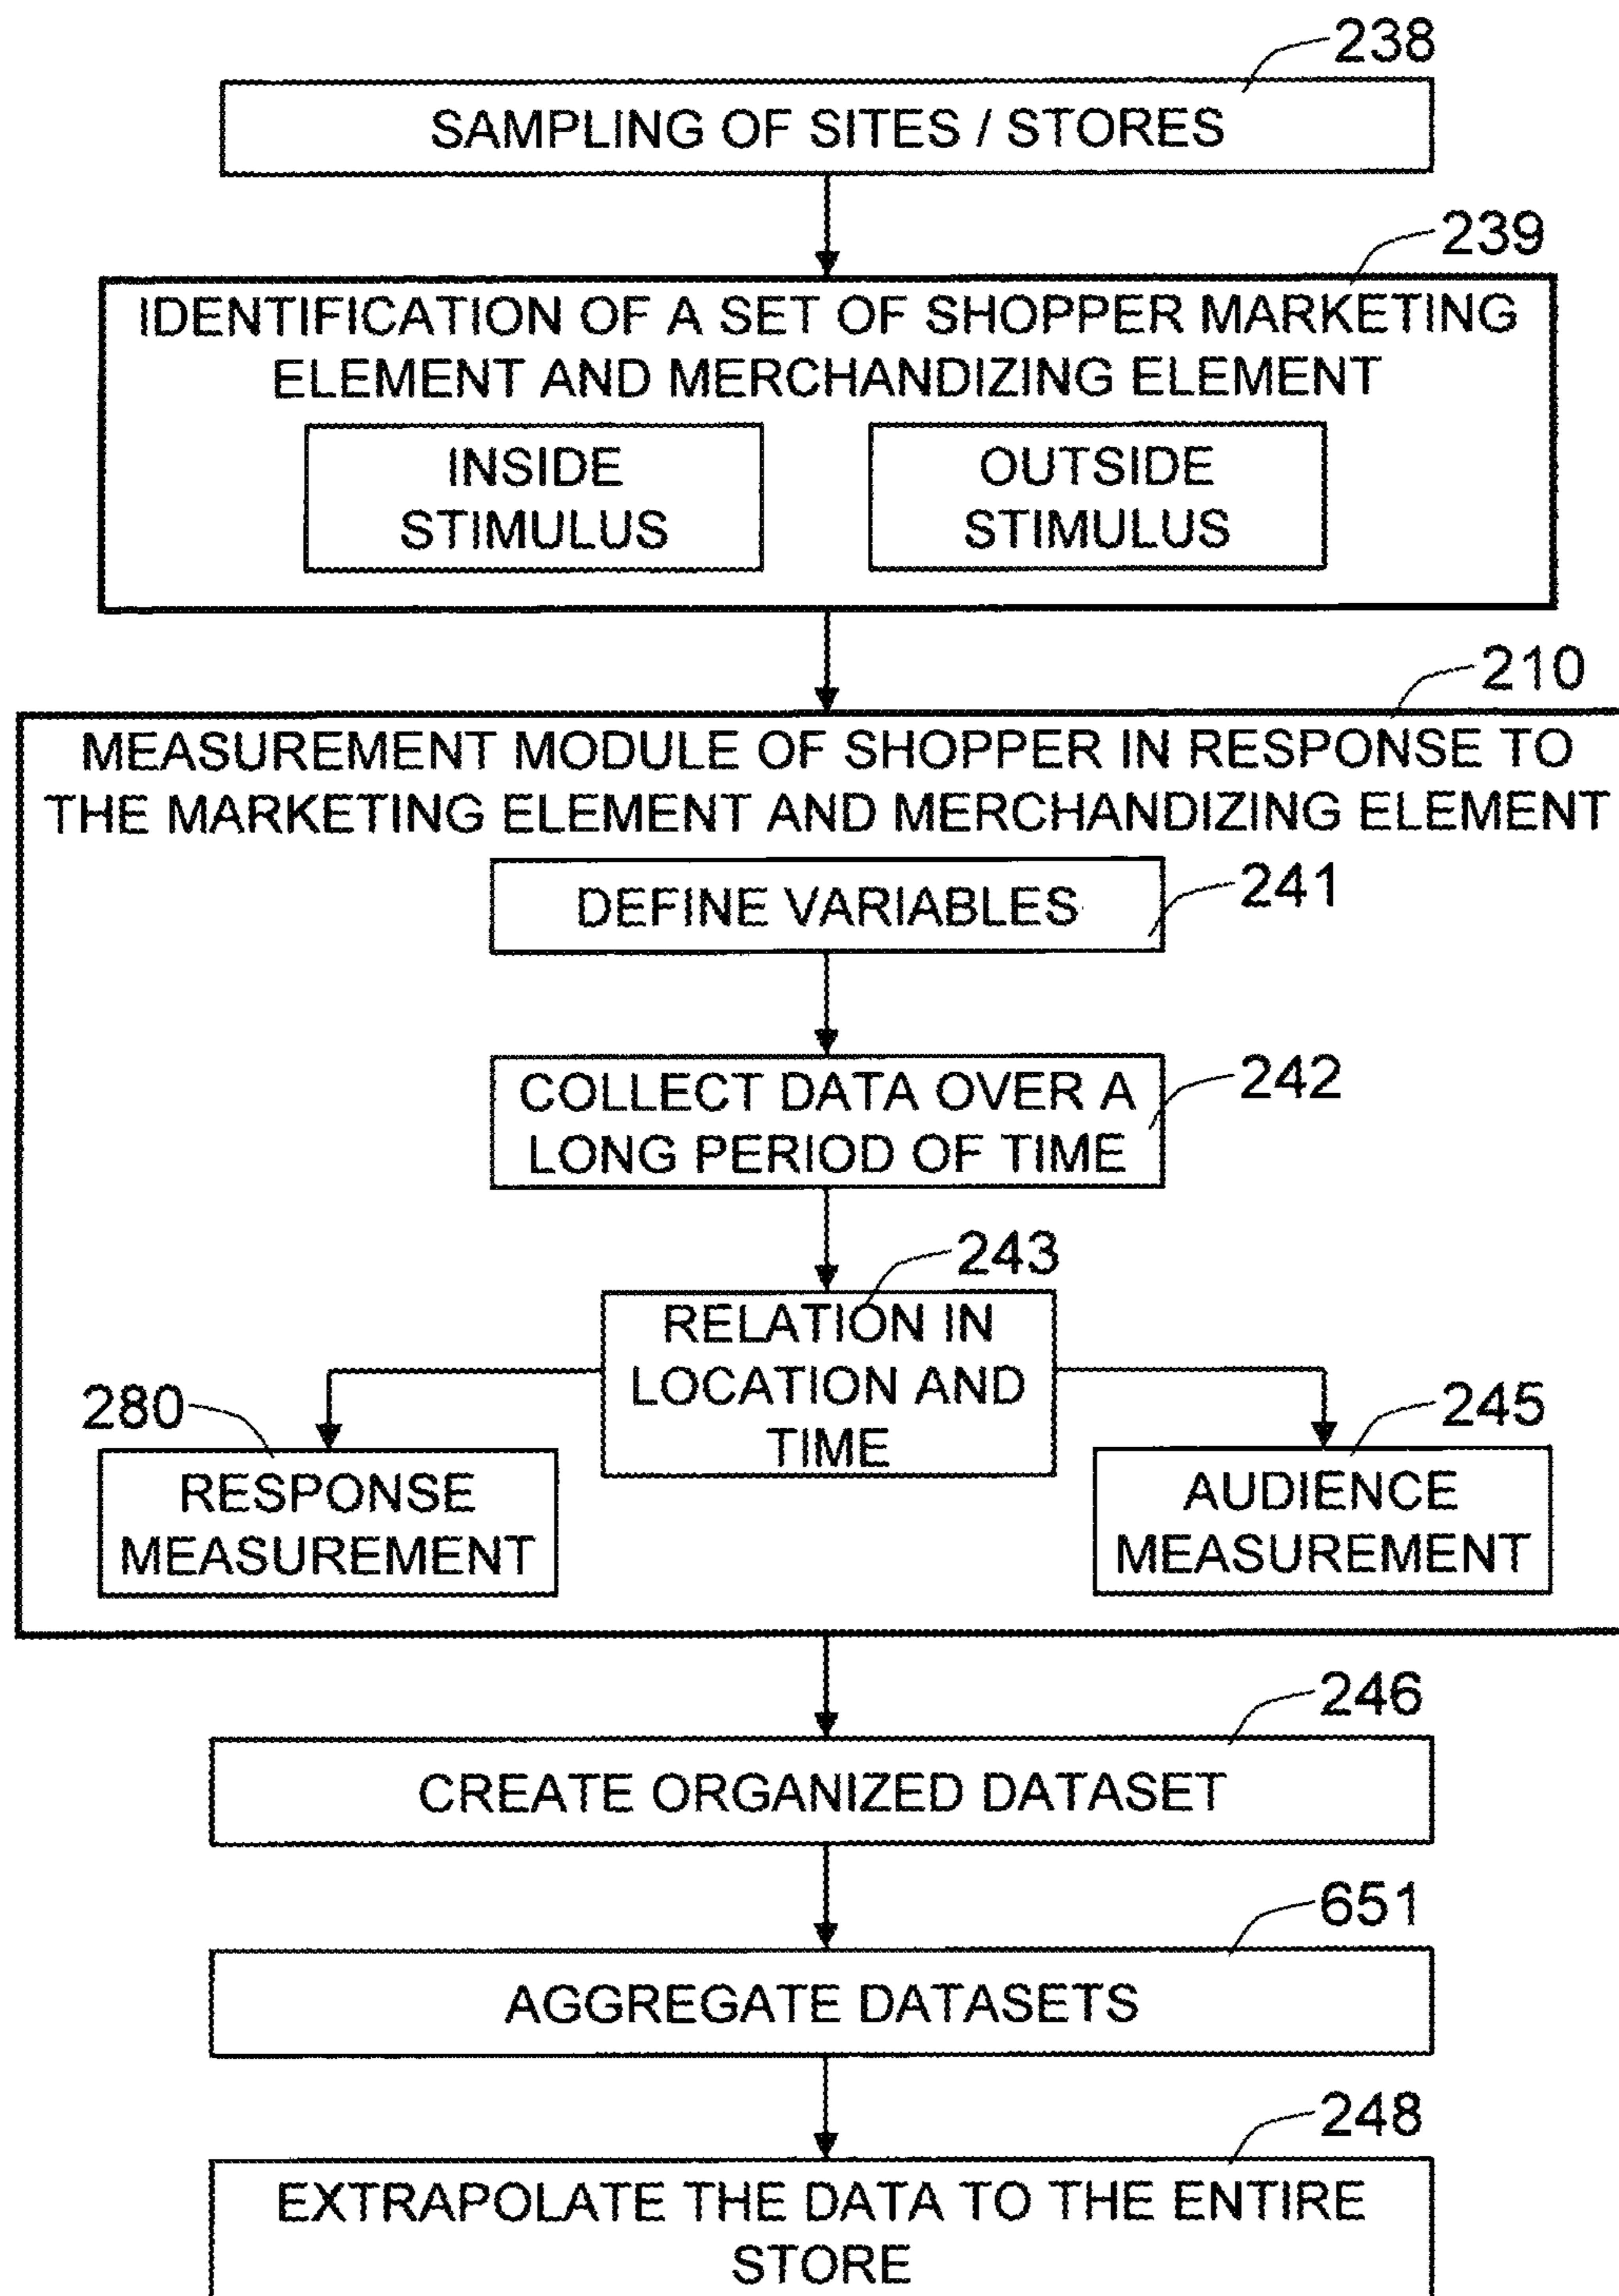 238
SAMPLING OF SITES / STORES
239
IDENTIFICATION OF A SET OF SHOPPER MARKETING
ELEMENT AND MERCHANDIZING ELEMENT
INSIDE
STIMULUS
OUTSIDE
STIMULUS
210
MEASUREMENT MODULE OF SHOPPER IN RESPONSE TO
THE MARKETING ELEMENT AND MERCHANDIZING ELEMENT
DEFINE VARIABLES
241
COLLECT DATA OVER A
LONG PERIOD OF TIME
242
243
RELATION IN
LOCATION AND
TIME
280
RESPONSE
MEASUREMENT
245
AUDIENCE
MEASUREMENT
246
CREATE ORGANIZED DATASET
651
AGGREGATE DATASETS
248
EXTRAPOLATE THE DATA TO THE ENTIRE
STORE